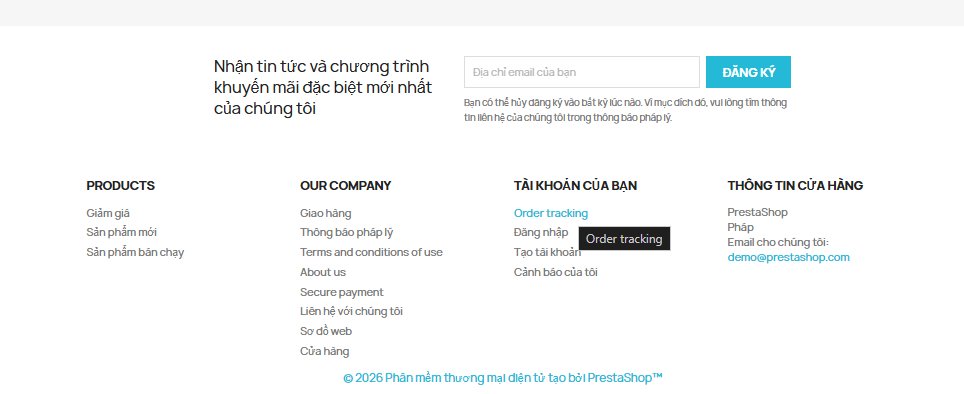 Nhận tin tức và chương trình
khuyến mãi đặc biệt mới nhất
của chúng tôi
Địa chỉ email của bạn
ĐĂNG KÝ
Bạn có thể hủy đăng ký vào bất kỳ lúc nào. Vì mục đích đó, vui lòng tìm thông
tin liên hệ của chúng tôi trong thông báo pháp lý.
PRODUCTS
Giảm giá
Sản phẩm mới
Sản phẩm bán chạy
OUR COMPANY
Giao hàng
Thông báo pháp lý
Terms and conditions of use
About us
Secure payment
Liên hệ với chúng tôi
Sơ đồ web
Cửa hàng
TÀI KHOẢN CỦA BẠN
Order tracking
Đăng nhập
Order tracking
Tạo tài khoản
Cảnh báo của tôi
THÔNG TIN CỬA HÀNG
PrestaShop
Pháp
Email cho chúng tôi:
demo@prestashop.com
© 2026 Phần mềm thương mại điện tử tạo bởi PrestaShop™